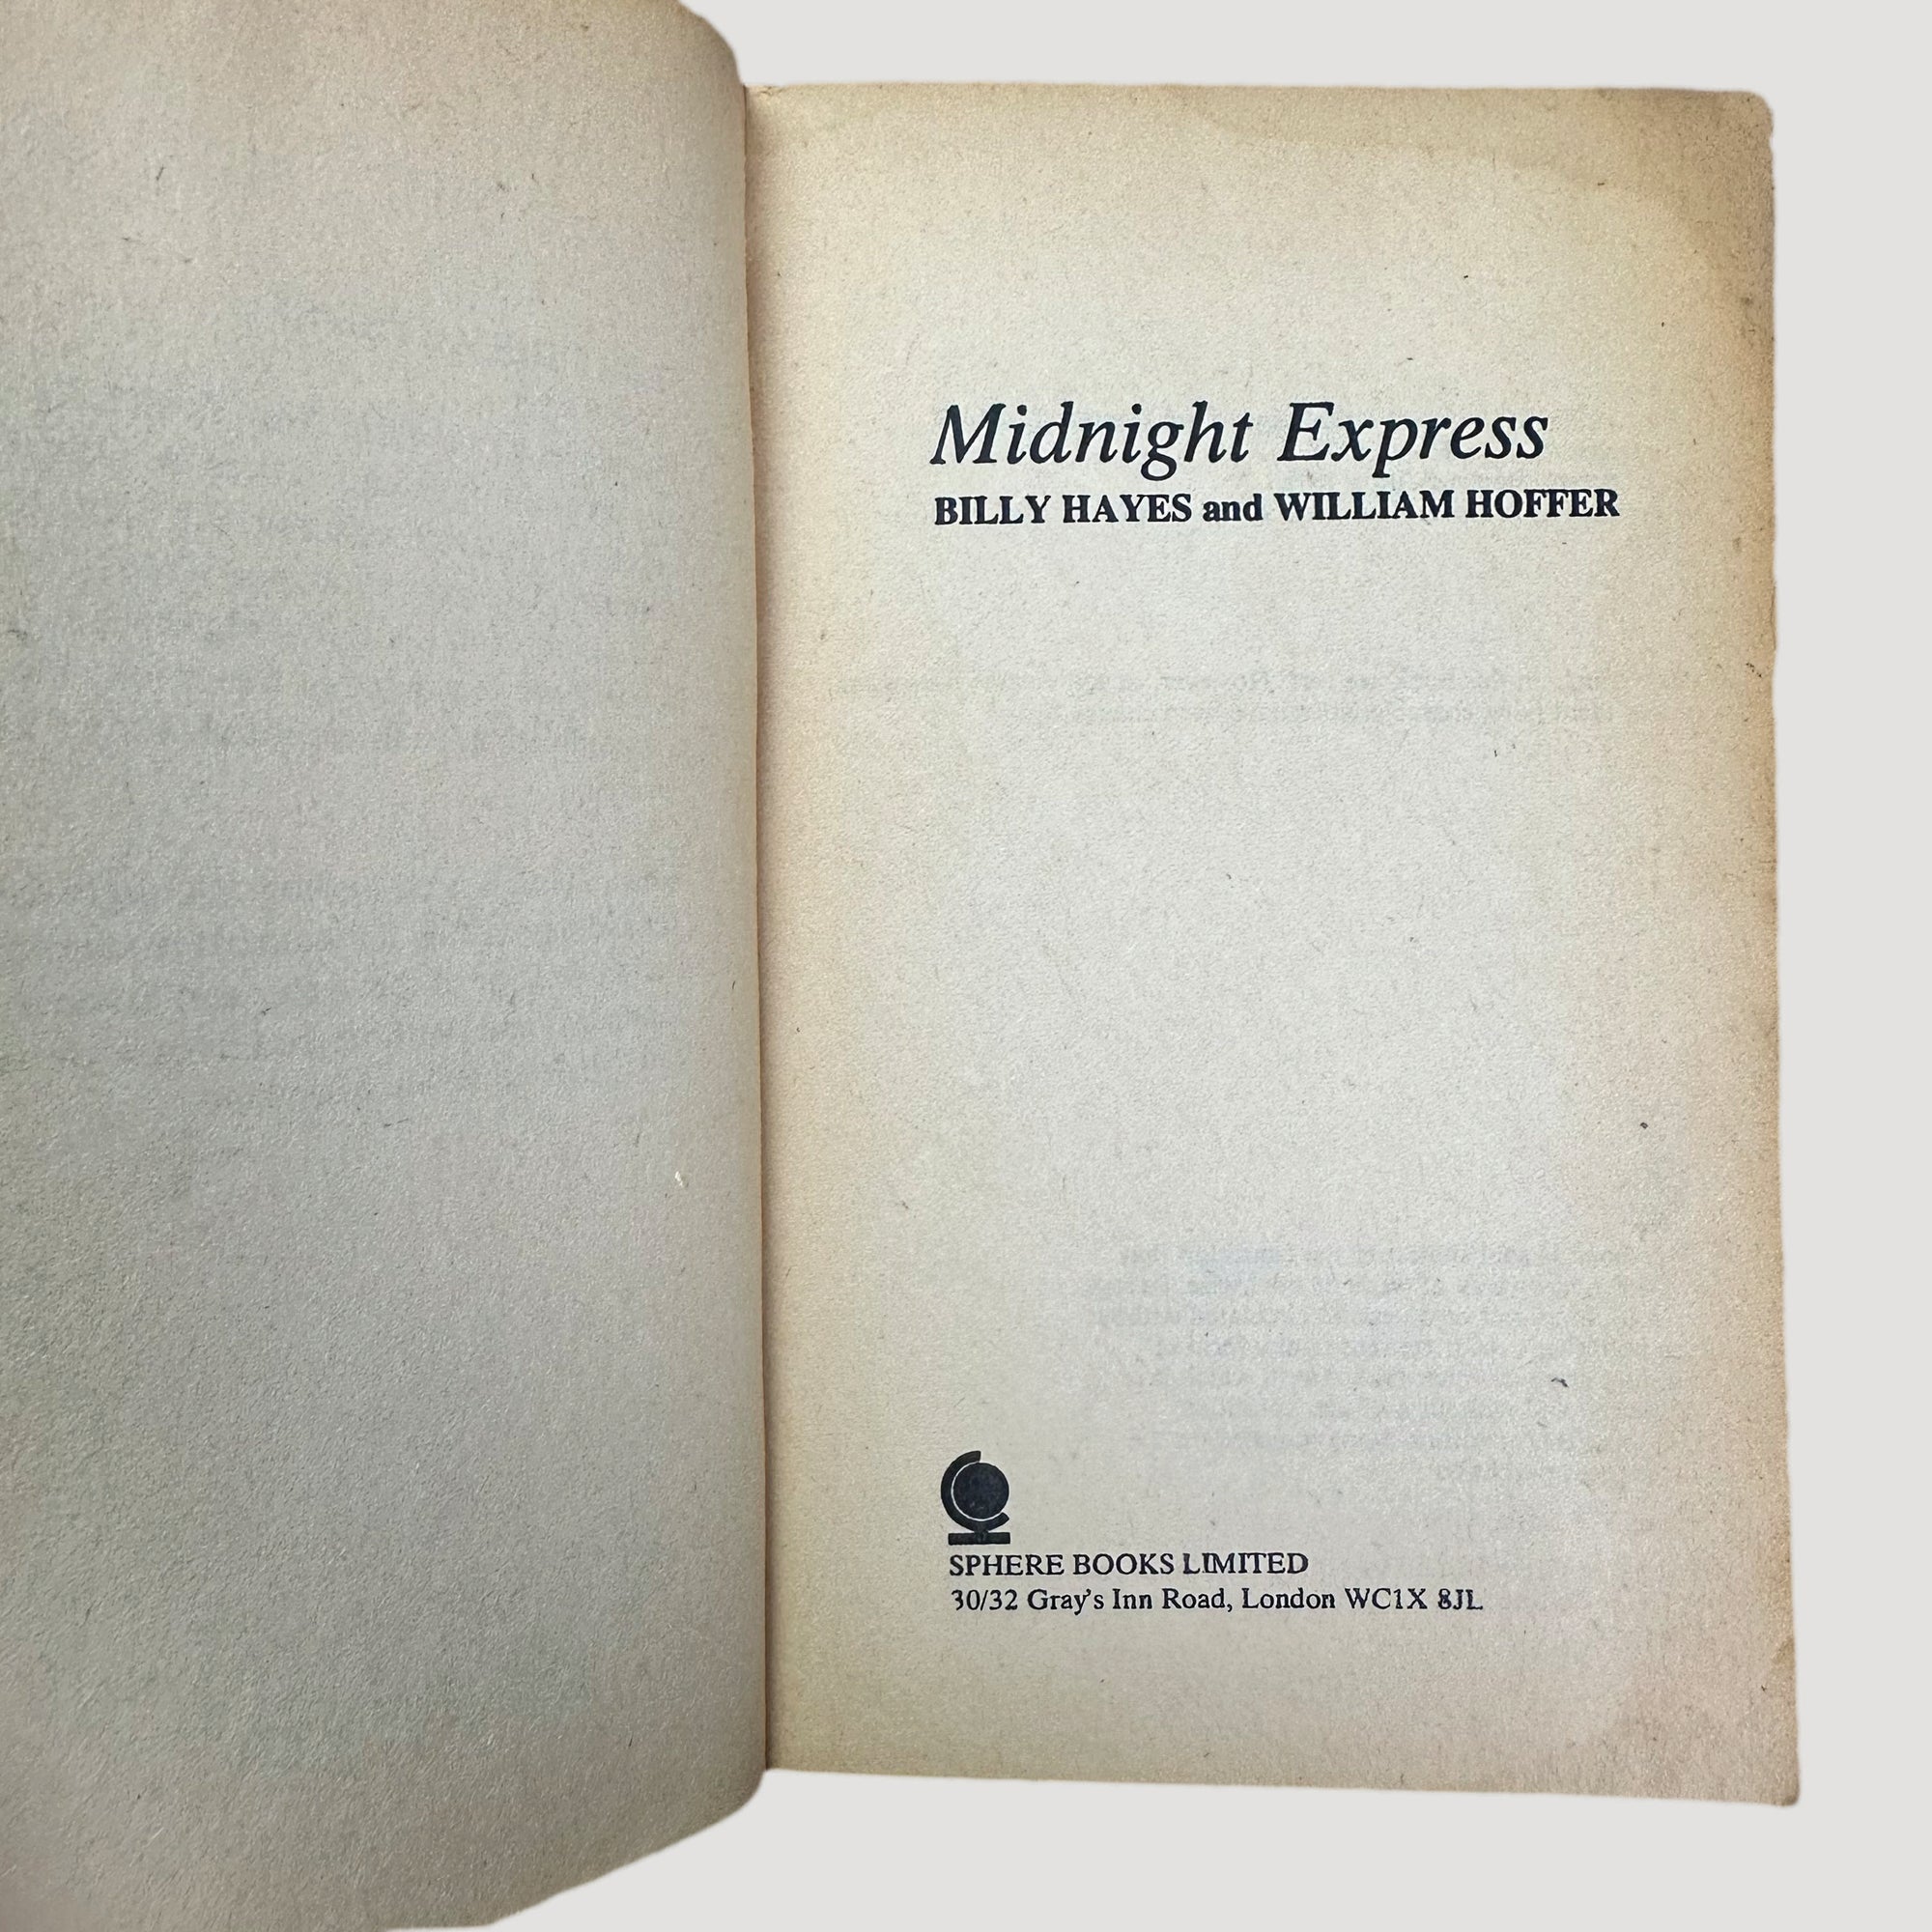 Midnight Express
BILLY HAYES and WILLIAM HOFFER
SPHERE BOOKS LIMITED
30/32 Gray's Inn Road, London WC1X 8JL